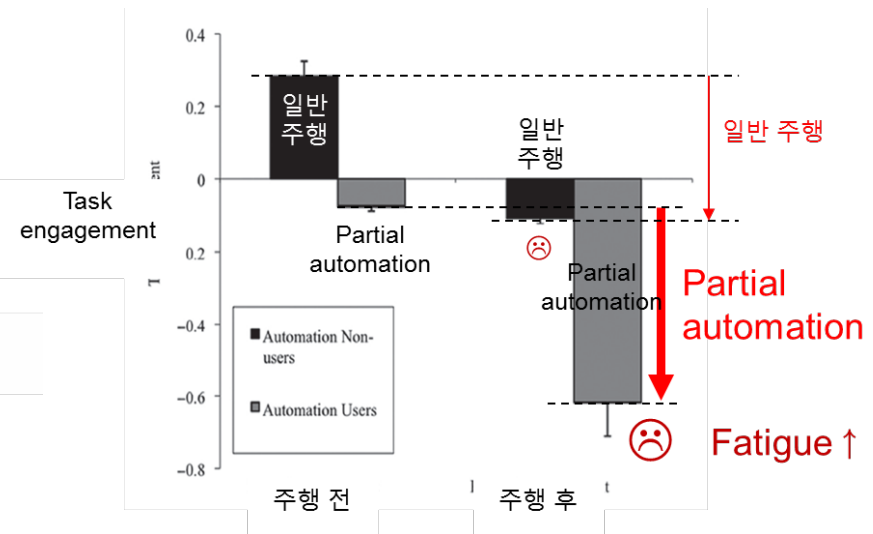 0.4
0.2
0
0.2
−0.4
−0.6
−0.8
Task
engagement
일반
주행
Partial
automation
일반
주행
Partial
automation
일반 주행
Partial
automation
Fatigue↑
Automation Non-
users
Automation Users
주행 전
주행 후